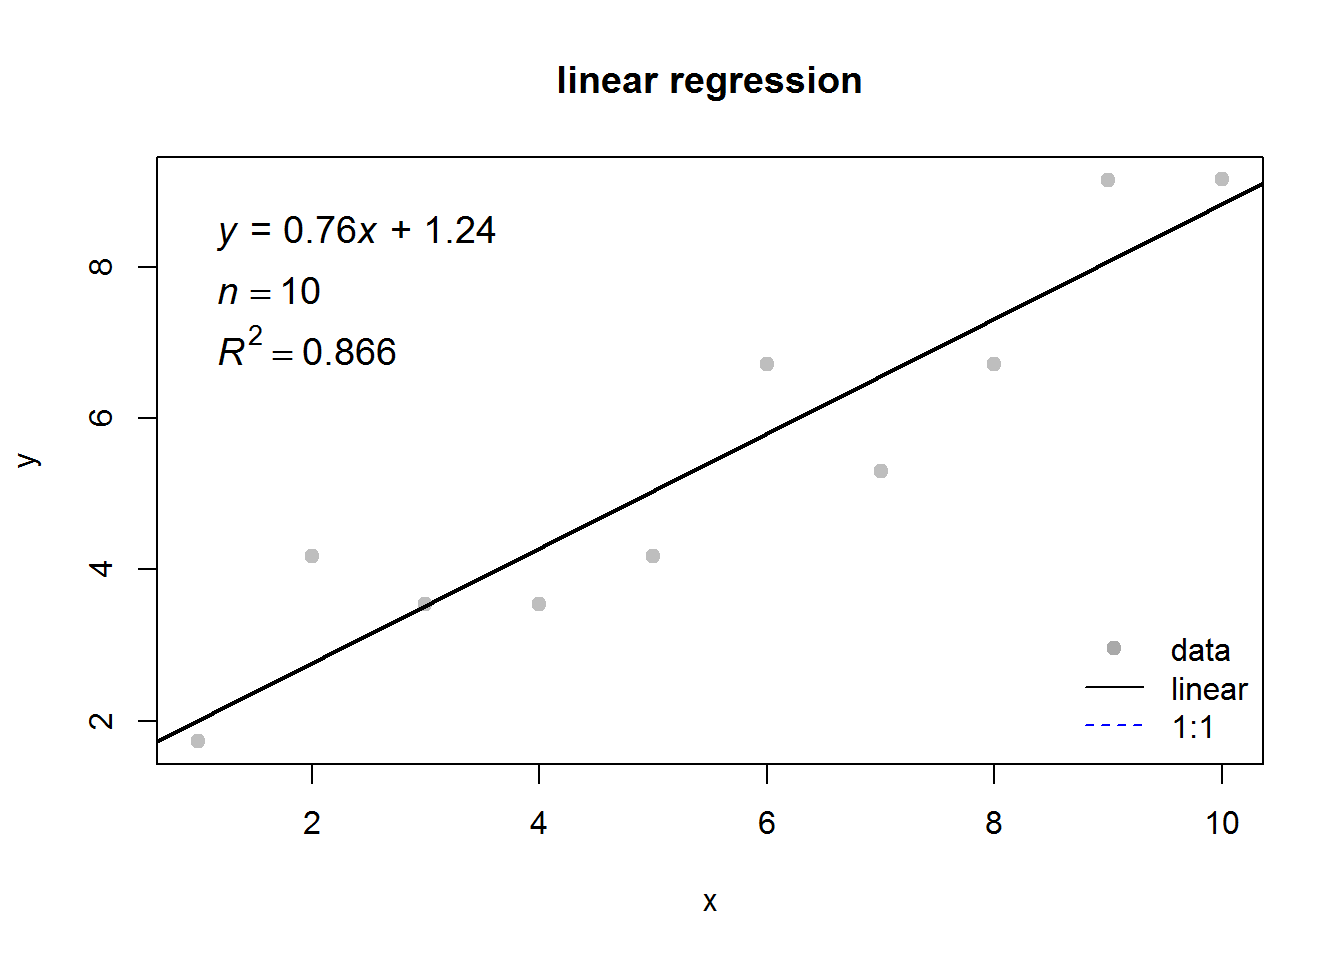 linear regression
y = 0.76x + 1.24
n = 10
R² = 0.866
8
6
4
2
y
data
linear
1:1
2 4 6 8 10
x